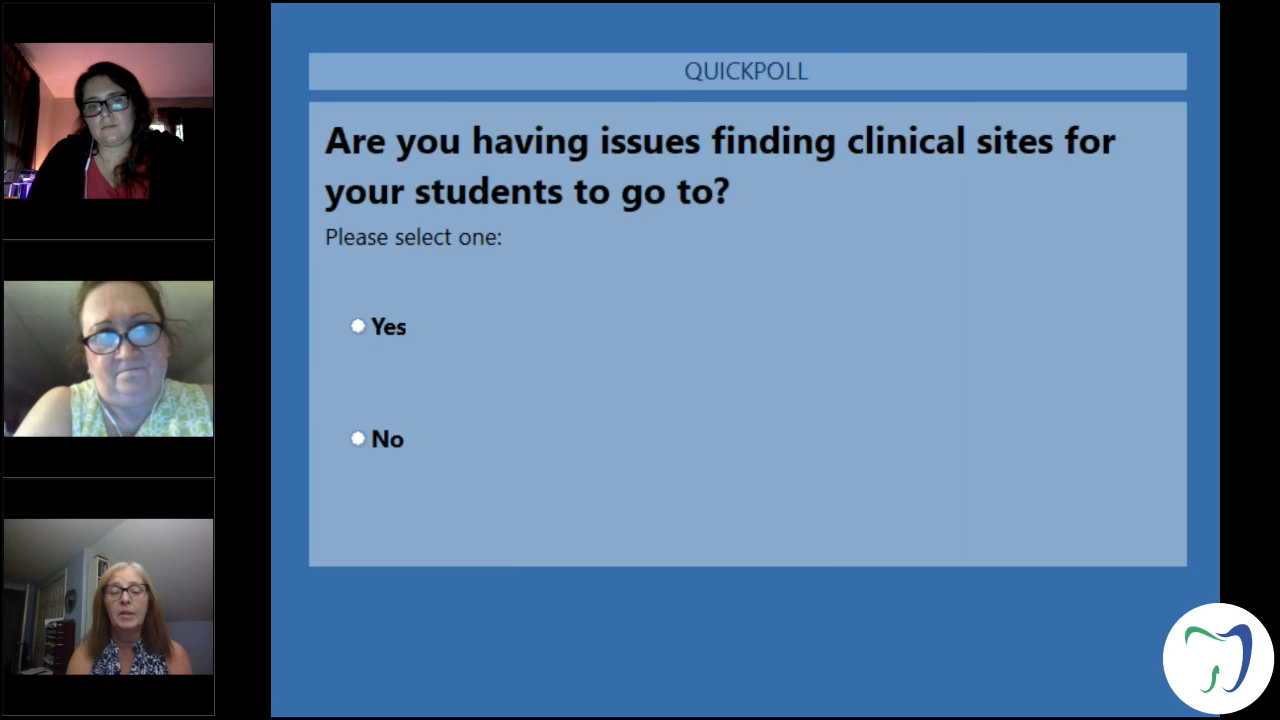 QUICKPOLL
Are you having issues finding clinical sites for
your students to go to?
Please select one:
Yes
No